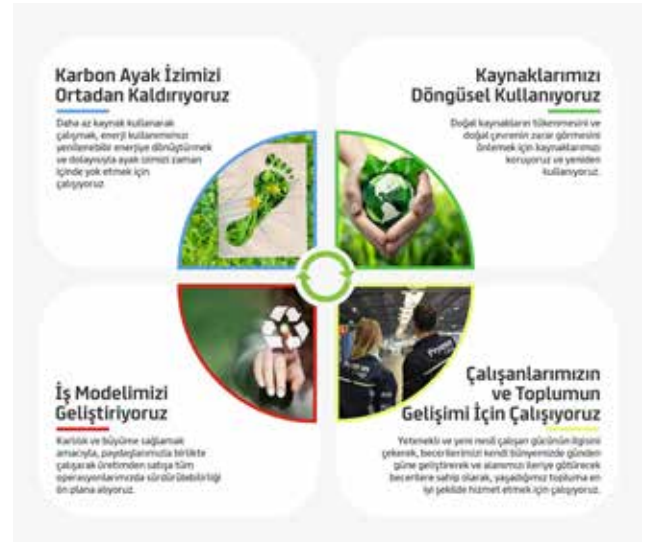 Karbon Ayak İzimizi
Ortadan Kaldırıyoruz
Daha az kaynak kullanarak
çalışmak, enerji kullanımımızı
yenilenebilir enerjiye dönüştürmek
ve dolayısıyla ayak izimizi zaman
içinde yok etmek için
çalışıyoruz.
Kaynaklarımızı
Döngüsel Kullanıyoruz
Doğal kaynakların tükenmesini ve
doğal çevrenin zarar görmesini
önlemek için kaynaklarımızı
koruyoruz ve yeniden
kullanıyoruz.
İş Modelimizi
Geliştiriyoruz
Karlılık ve büyüme sağlamak
amacıyla, paydaşlarımızla birlikte
çalışarak üretimden satışa tüm
operasyonlarımızda sürdürülebilirliği
ön plana alıyoruz.
Çalışanlarımızın
ve Toplumun
Gelişimi İçin Çalışıyoruz
Yetenekli ve yeni nesil çalışan gücünün ilgisini
çekerek, becerilerimizi kendi bünyemizde günden
güne geliştirerek ve alanımızı ileriye götürecek
becerilere sahip olarak, yaşadığımız topluma en
iyi şekilde hizmet etmek için çalışıyoruz.